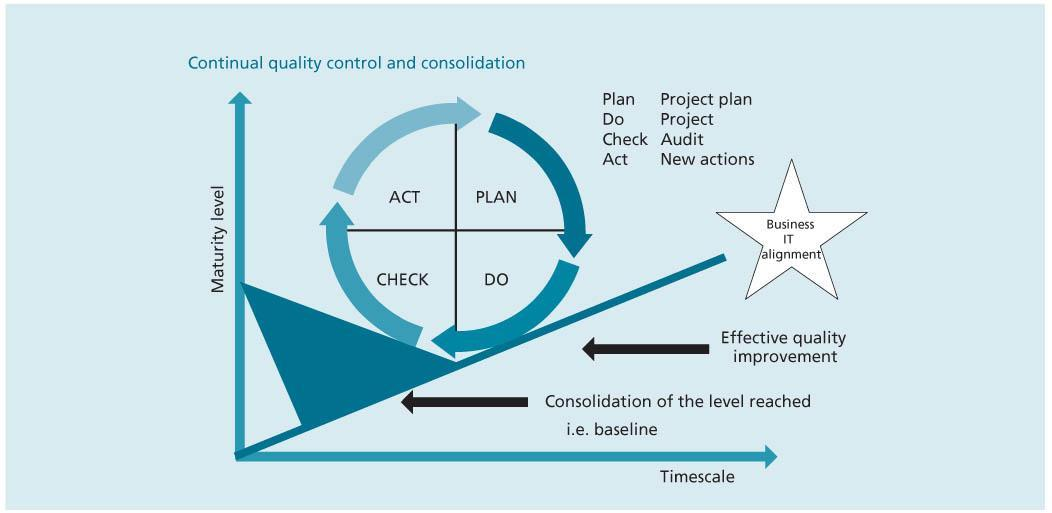 Continual quality control and consolidation
Plan Project plan
Do Project
Check Audit
Act New actions
Maturity level
ACT PLAN
CHECK DO
Business
IT
alignment
Effective quality
improvement
Consolidation of the level reached
i.e. baseline
Timescale